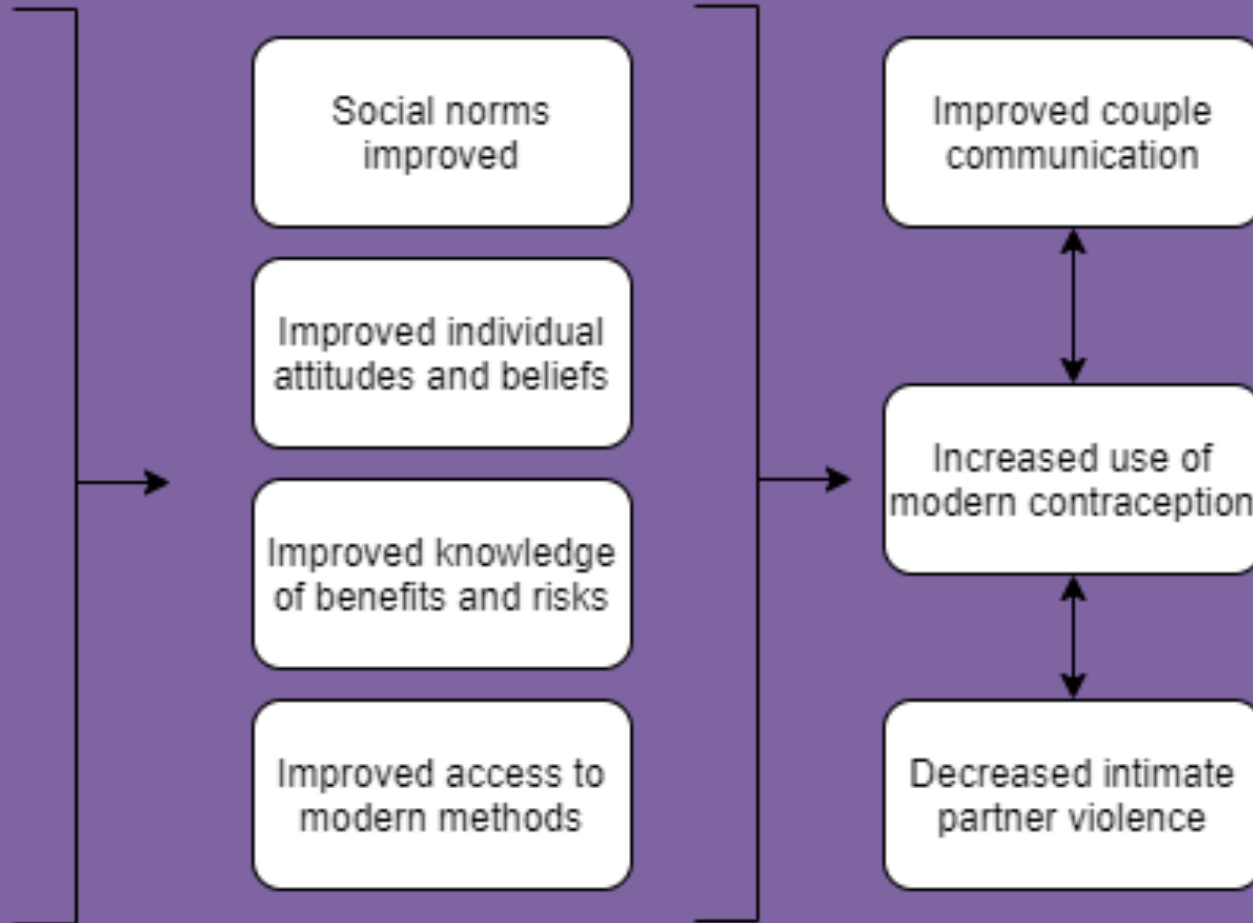 Social norms
improved
Improved individual
attitudes and beliefs
Improved knowledge
of benefits and risks
Improved access to
modern methods
Improved couple
communication
Increased use of
modern contraception
Decreased intimate
partner violence